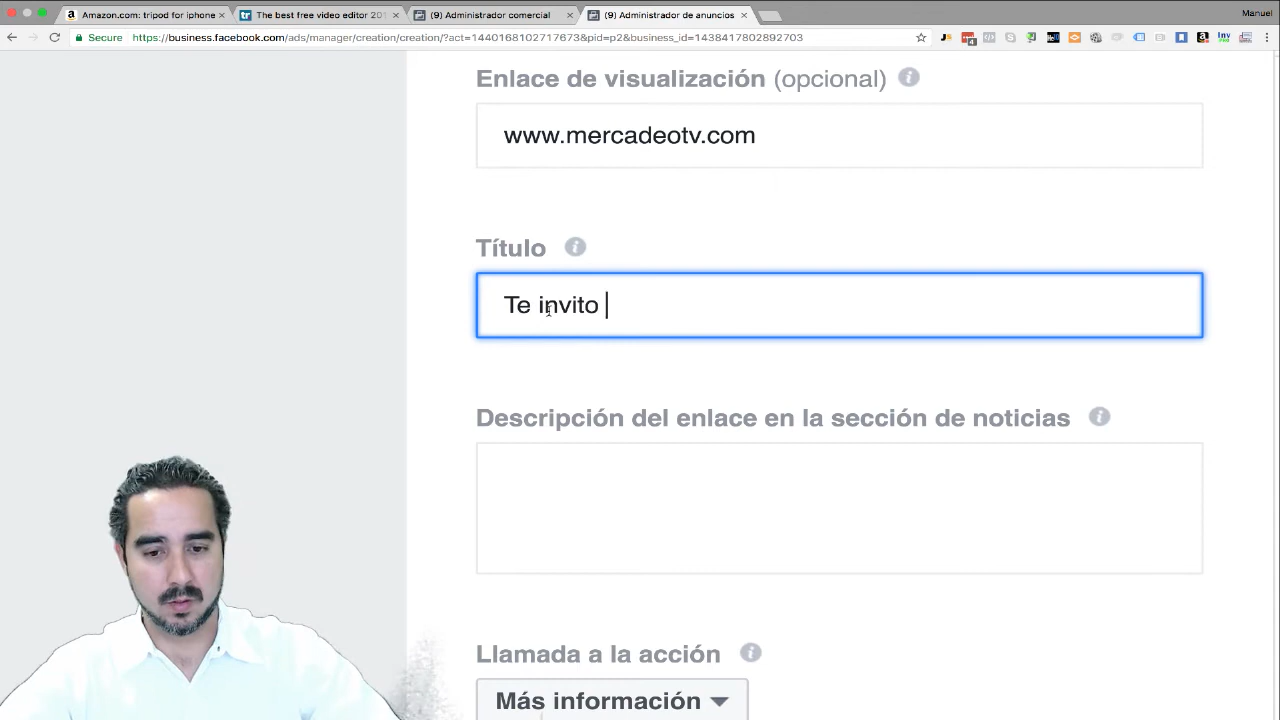 Amazon.com: tripod for iphone
The best free video editor 201
(9) Administrador comercial
(9) Administrador de anuncios
Manuel
Secure
https://business.facebook.com/ads/manager/creation/creation/?act=1440168102717673&pid=p2&business_id=1438417802892703
Enlace de visualización (opcional)
www.mercadeotv.com
Título
Te invito
Descripción del enlace en la sección de noticias
Llamada a la acción
Más información